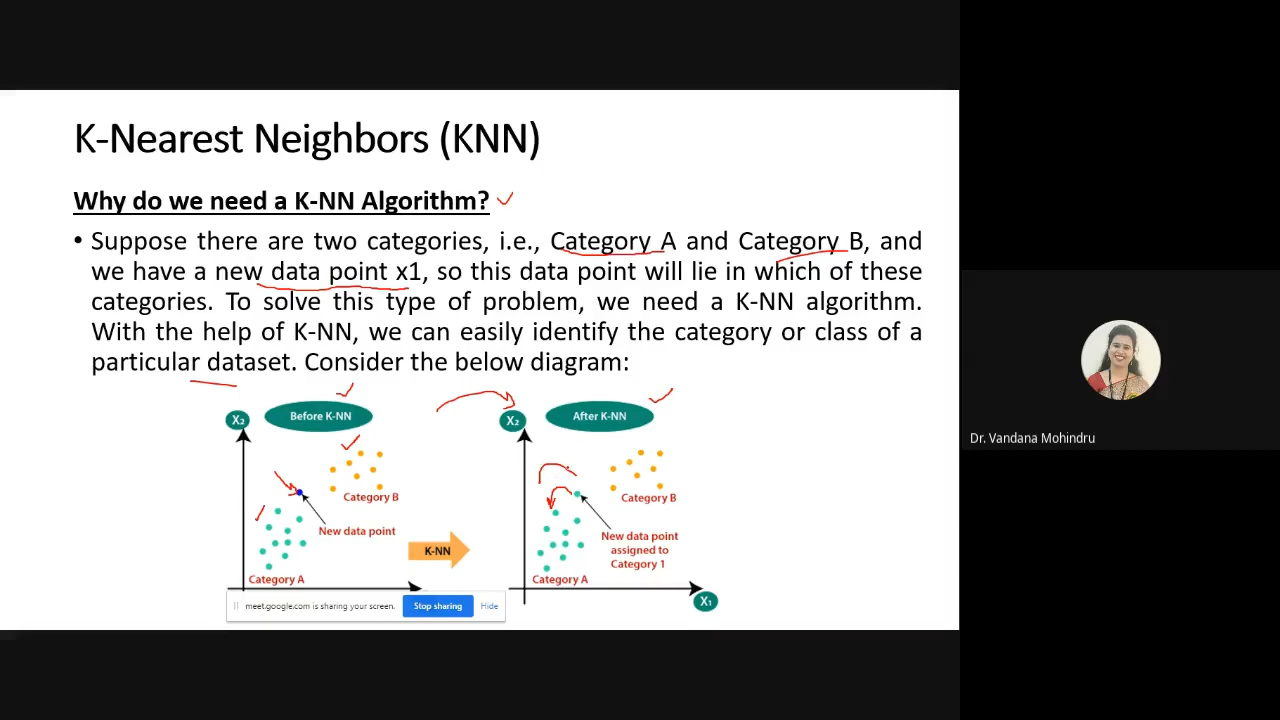 K-Nearest Neighbors (KNN)
Why do we need a K-NN Algorithm?
• Suppose there are two categories, i.e., Category A and Category B, and
we have a new data point x1, so this data point will lie in which of these
categories. To solve this type of problem, we need a K-NN algorithm.
With the help of K-NN, we can easily identify the category or class of a
particular dataset. Consider the below diagram:
X₂
Before K-NN
Category B
New data point
Category A
K-NN
X₂
After K-NN
Category B
New data point
assigned to
Category 1
Category A
X₁
meet.google.com is sharing your screen.
Stop sharing
Hide
Dr. Vandana Mohindru